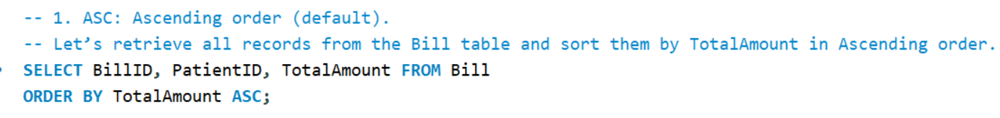 -- 1. ASC: Ascending order (default).
-- Let’s retrieve all records from the Bill table and sort them by TotalAmount in Ascending order.
SELECT BillID, PatientID, TotalAmount FROM Bill
ORDER BY TotalAmount ASC;